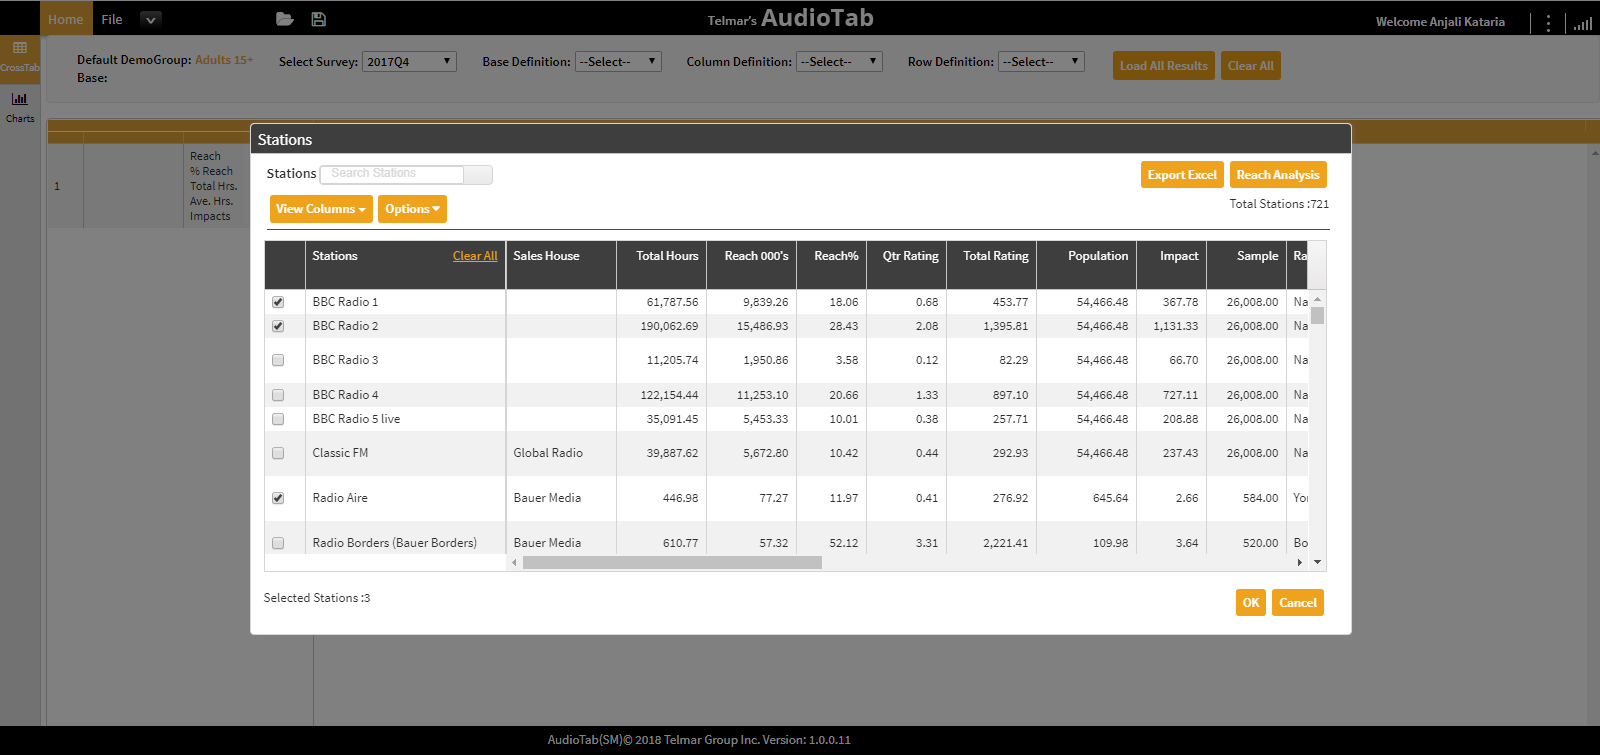 Home File Telmar's AudioTab Welcome Anjali Kataria
CrossTab
Charts
Default DemoGroup: Adults 15+ Select Survey: 2017Q4 Base Definition: --Select-- Column Definition: --Select-- Row Definition: --Select-- Load All Results Clear All
Base:
1
Reach
% Reach
Total Hrs.
Ave. Hrs.
Impacts
Stations
Stations Search Stations Export Excel Reach Analysis
Total Stations :721
View Columns Options
Stations Clear All Sales House Total Hours Reach 000's Reach% Qtr Rating Total Rating Population Impact Sample Ra
BBC Radio 1 61,787.56 9,839.26 18.06 0.68 453.77 54,466.48 367.78 26,008.00 Na
BBC Radio 2 190,062.69 15,486.93 28.43 2.08 1,395.81 54,466.48 1,131.33 26,008.00 Na
BBC Radio 3 11,205.74 1,950.86 3.58 0.12 82.29 54,466.48 66.70 26,008.00 Na
BBC Radio 4 122,154.44 11,253.10 20.66 1.33 897.10 54,466.48 727.11 26,008.00 Na
BBC Radio 5 live 35,091.45 5,453.33 10.01 0.38 257.71 54,466.48 208.88 26,008.00 Na
Classic FM Global Radio 39,887.62 5,672.80 10.42 0.44 292.93 54,466.48 237.43 26,008.00 Na
Radio Aire Bauer Media 446.98 77.27 11.97 0.41 276.92 645.64 2.66 584.00 Yo
Radio Borders (Bauer Borders) Bauer Media 610.77 57.32 52.12 3.31 2,221.41 109.98 3.64 520.00 Bo
Selected Stations :3
OK Cancel
AudioTab(SM)© 2018 Telmar Group Inc. Version: 1.0.0.11